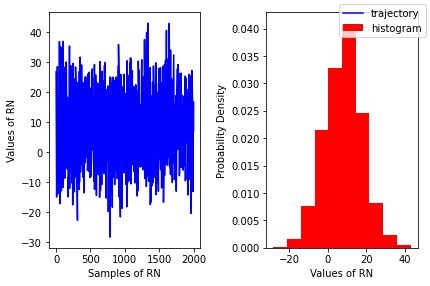 trajectory
histogram
Values of RN
40
30
20
10
0
−10
−20
−30
0 500 1000 1500 2000
Samples of RN
Probability Density
0.040
0.035
0.030
0.025
0.020
0.015
0.010
0.005
0.000
−20 0 20 40
Values of RN